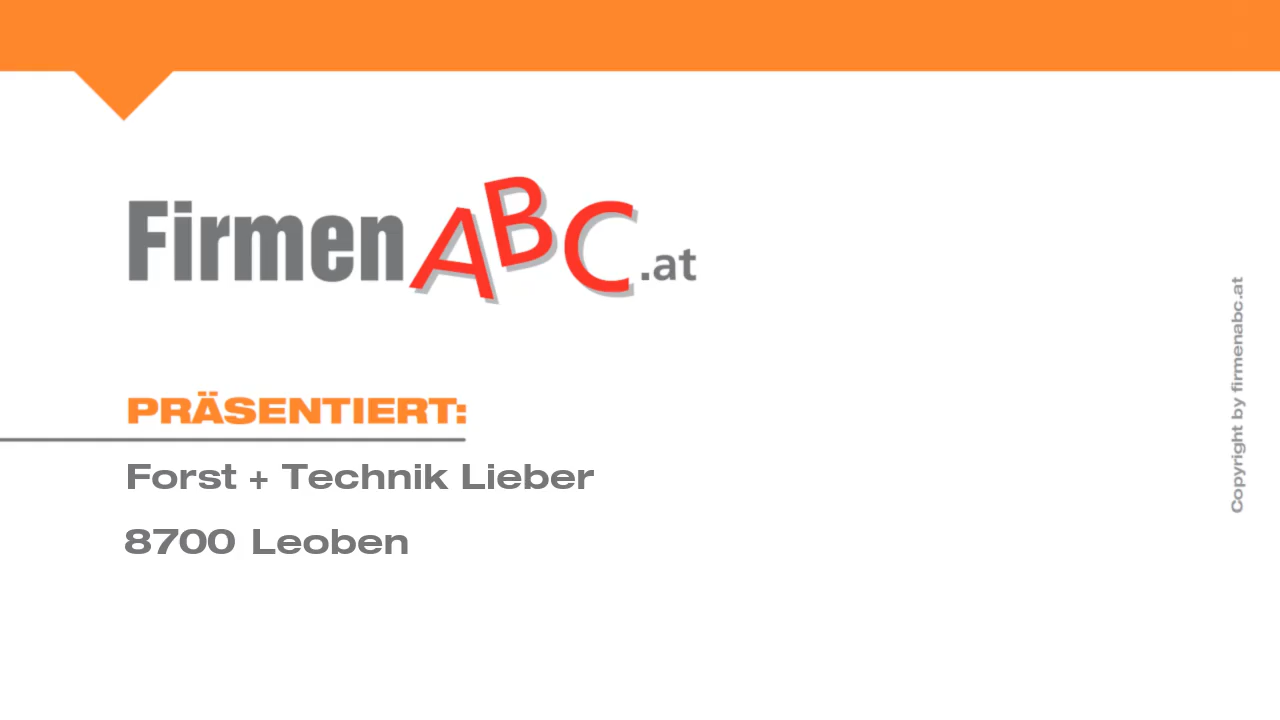 FirmenABC.at
PRÄSENTIERT:
Forst + Technik Lieber
8700 Leoben
Copyright by firmenabc.at